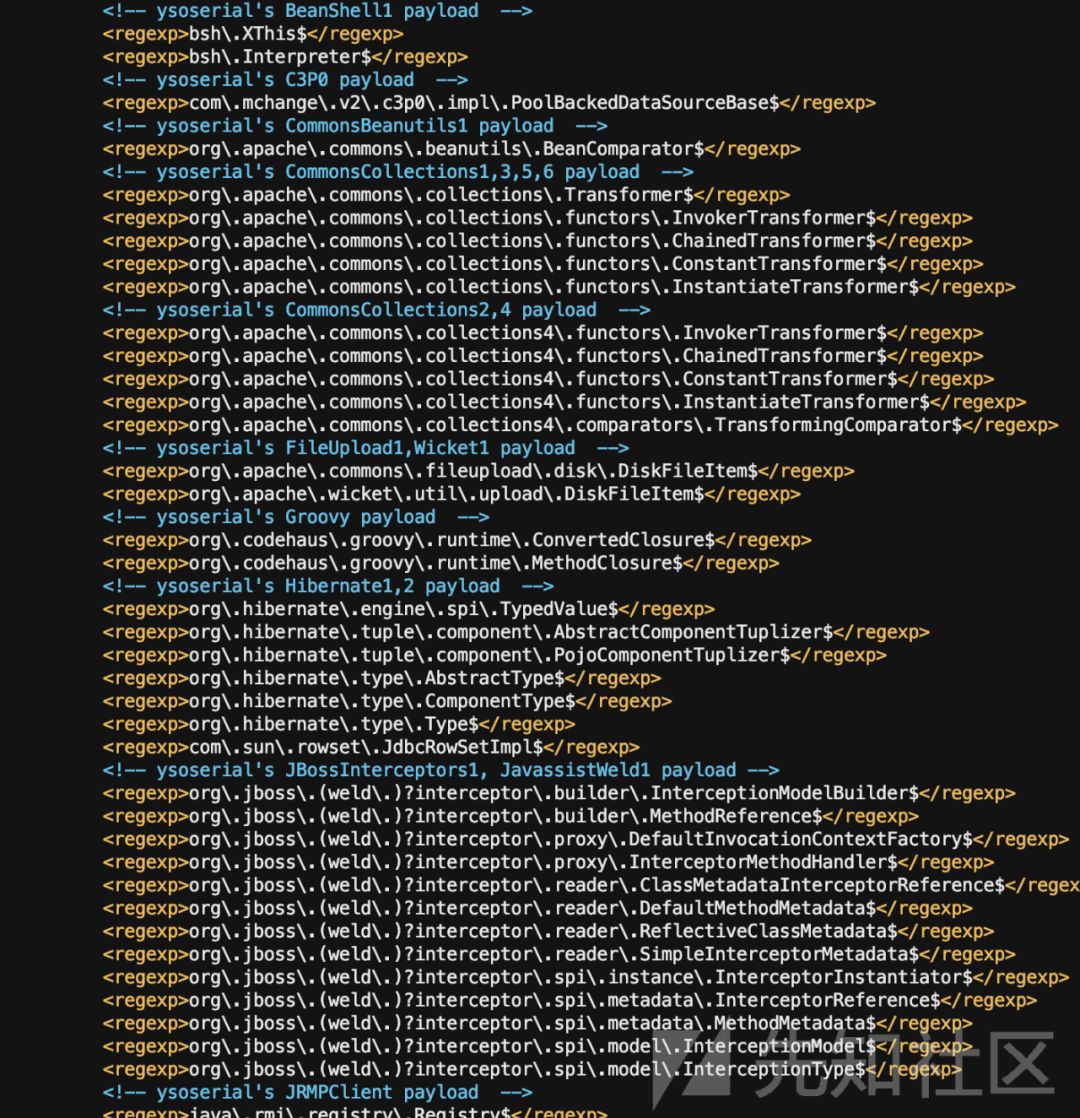 <!-- ysoserial's BeanShell1 payload  -->
<regexp>bsh\.XThis$</regexp>
<regexp>bsh\.Interpreter$</regexp>
<!-- ysoserial's C3P0 payload  -->
<regexp>com\.mchange\.v2\.c3p0\.impl\.PoolBackedDataSourceBase$</regexp>
<!-- ysoserial's CommonsBeanutils1 payload  -->
<regexp>org\.apache\.commons\.beanutils\.BeanComparator$</regexp>
<!-- ysoserial's CommonsCollections1,3,5,6 payload  -->
<regexp>org\.apache\.commons\.collections\.Transformer$</regexp>
<regexp>org\.apache\.commons\.collections\.functors\.InvokerTransformer$</regexp>
<regexp>org\.apache\.commons\.collections\.functors\.ChainedTransformer$</regexp>
<regexp>org\.apache\.commons\.collections\.functors\.ConstantTransformer$</regexp>
<regexp>org\.apache\.commons\.collections\.functors\.InstantiateTransformer$</regexp>
<!-- ysoserial's CommonsCollections2,4 payload  -->
<regexp>org\.apache\.commons\.collections4\.functors\.InvokerTransformer$</regexp>
<regexp>org\.apache\.commons\.collections4\.functors\.ChainedTransformer$</regexp>
<regexp>org\.apache\.commons\.collections4\.functors\.ConstantTransformer$</regexp>
<regexp>org\.apache\.commons\.collections4\.functors\.InstantiateTransformer$</regexp>
<regexp>org\.apache\.commons\.collections4\.comparators\.TransformingComparator$</regexp>
<!-- ysoserial's FileUpload1,Wicket1 payload  -->
<regexp>org\.apache\.commons\.fileupload\.disk\.DiskFileItem$</regexp>
<regexp>org\.apache\.wicket\.util\.upload\.DiskFileItem$</regexp>
<!-- ysoserial's Groovy payload  -->
<regexp>org\.codehaus\.groovy\.runtime\.ConvertedClosure$</regexp>
<regexp>org\.codehaus\.groovy\.runtime\.MethodClosure$</regexp>
<!-- ysoserial's Hibernate1,2 payload  -->
<regexp>org\.hibernate\.engine\.spi\.TypedValue$</regexp>
<regexp>org\.hibernate\.tuple\.component\.AbstractComponentTuplizer$</regexp>
<regexp>org\.hibernate\.tuple\.component\.PojoComponentTuplizer$</regexp>
<regexp>org\.hibernate\.type\.AbstractType$</regexp>
<regexp>org\.hibernate\.type\.ComponentType$</regexp>
<regexp>org\.hibernate\.type\.Type$</regexp>
<regexp>com\.sun\.rowset\.JdbcRowSetImpl$</regexp>
<!-- ysoserial's JBossInterceptors1, JavassistWeld1 payload -->
<regexp>org\.jboss\.(weld\.)?interceptor\.builder\.InterceptionModelBuilder$</regexp>
<regexp>org\.jboss\.(weld\.)?interceptor\.builder\.MethodReference$</regexp>
<regexp>org\.jboss\.(weld\.)?interceptor\.proxy\.DefaultInvocationContextFactory$</regexp>
<regexp>org\.jboss\.(weld\.)?interceptor\.proxy\.InterceptorMethodHandler$</regexp>
<regexp>org\.jboss\.(weld\.)?interceptor\.reader\.ClassMetadataInterceptorReference$</regex
<regexp>org\.jboss\.(weld\.)?interceptor\.reader\.DefaultMethodMetadata$</regexp>
<regexp>org\.jboss\.(weld\.)?interceptor\.reader\.ReflectiveClassMetadata$</regexp>
<regexp>org\.jboss\.(weld\.)?interceptor\.reader\.SimpleInterceptorMetadata$</regexp>
<regexp>org\.jboss\.(weld\.)?interceptor\.spi\.instance\.InterceptorInstantiator$</regexp>
<regexp>org\.jboss\.(weld\.)?interceptor\.spi\.metadata\.InterceptorReference$</regexp>
<regexp>org\.jboss\.(weld\.)?interceptor\.spi\.metadata\.MethodMetadata$</regexp>
<regexp>org\.jboss\.(weld\.)?interceptor\.spi\.model\.InterceptionModel$</regexp>
<regexp>org\.jboss\.(weld\.)?interceptor\.spi\.model\.InterceptionType$</regexp>
<!-- ysoserial's JRMPClient payload  -->
<regexp>java\.rmi\.registry\.Registry$</regexp>
先知社区